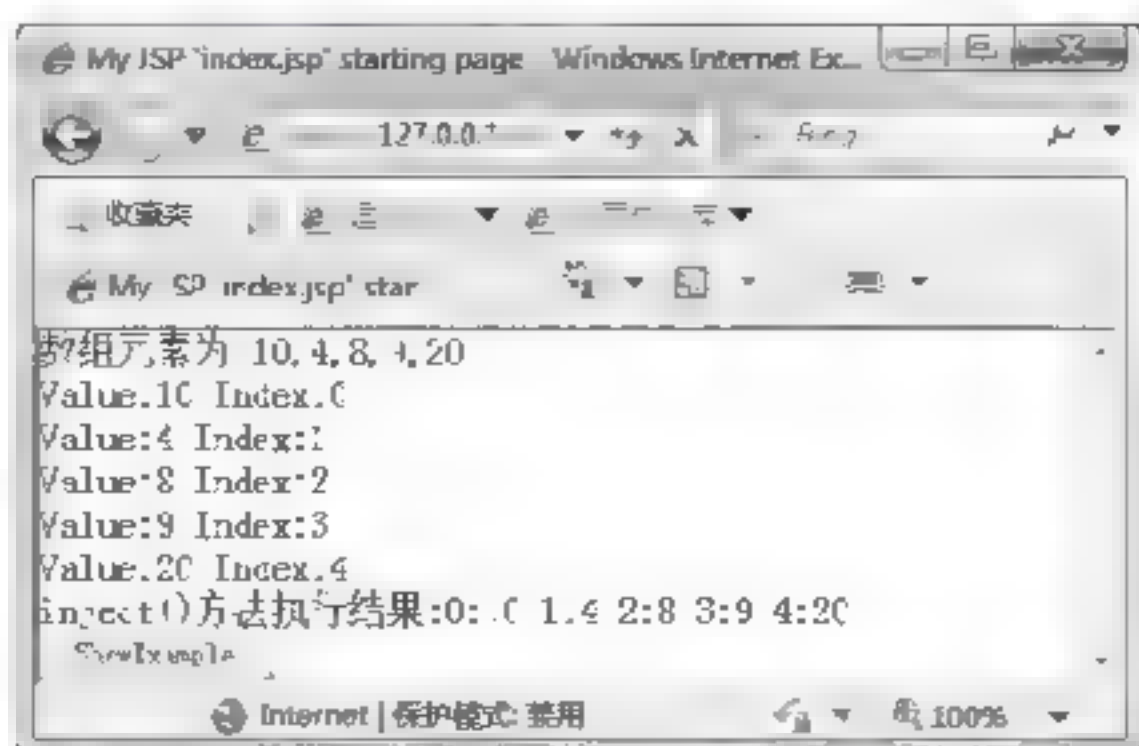 My JSP 'index.jsp' starting page Windows Internet Ex...
127.0.0.
收藏夹
My SP index.jsp' star
数组元素为 10, 4, 8, 9, 20
Value:10 Index:0
Value:4 Index:1
Value:8 Index:2
Value:9 Index:3
Value:20 Index:4
inject()方法执行结果:0:10 1:4 2:8 3:9 4:20
ShowExample
Internet | 保护模式: 禁用
100%